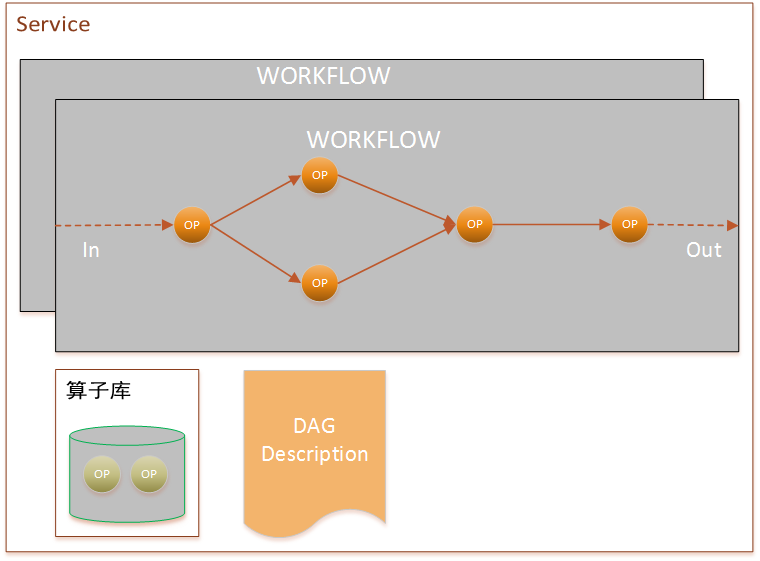 Service
WORKFLOW
WORKFLOW
OP
OP
OP
OP
OP
In
Out
算子库
OP OP
DAG
Description